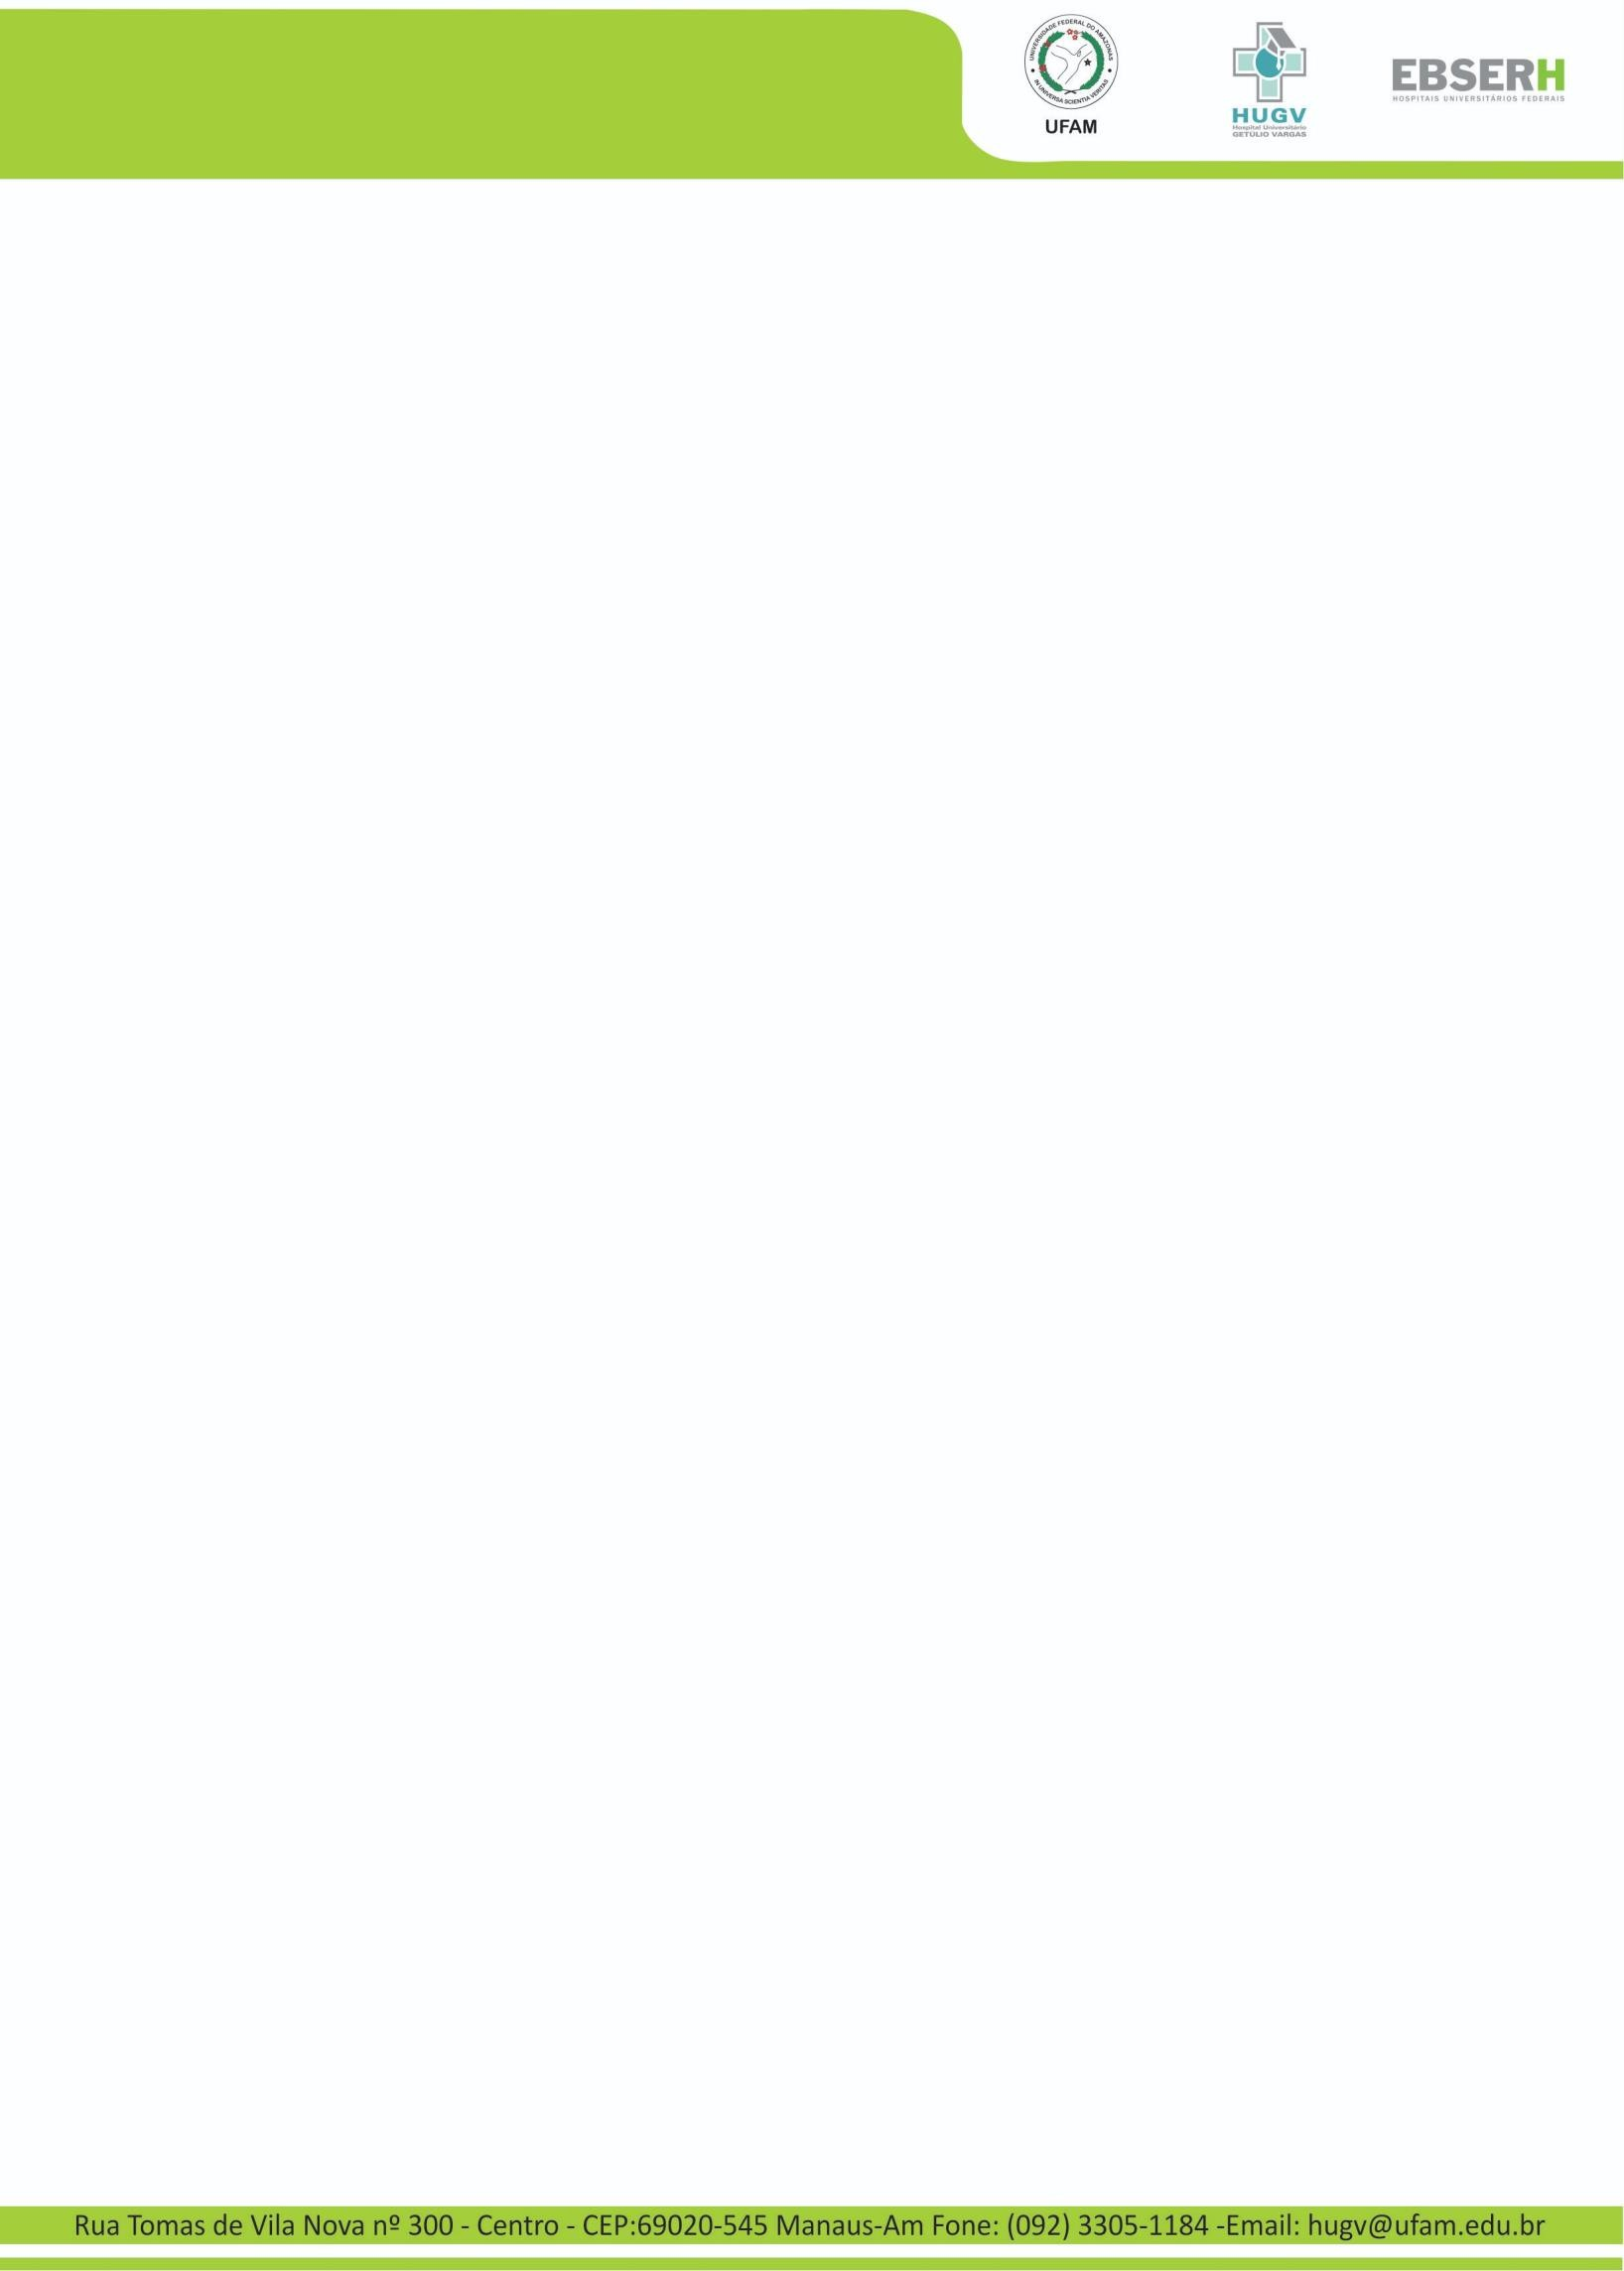 UNIVERSIDADE FEDERAL DO AMAZONAS
IN UNIVERSA SCIENTIA VERITAS
UFAM
HUGV
Hospital Universitário
GETÚLIO VARGAS
EBSERH
HOSPITAIS UNIVERSITÁRIOS FEDERAIS
Rua Tomas de Vila Nova nº 300 - Centro - CEP:69020-545 Manaus-Am Fone: (092) 3305-1184 -Email: hugv@ufam.edu.br